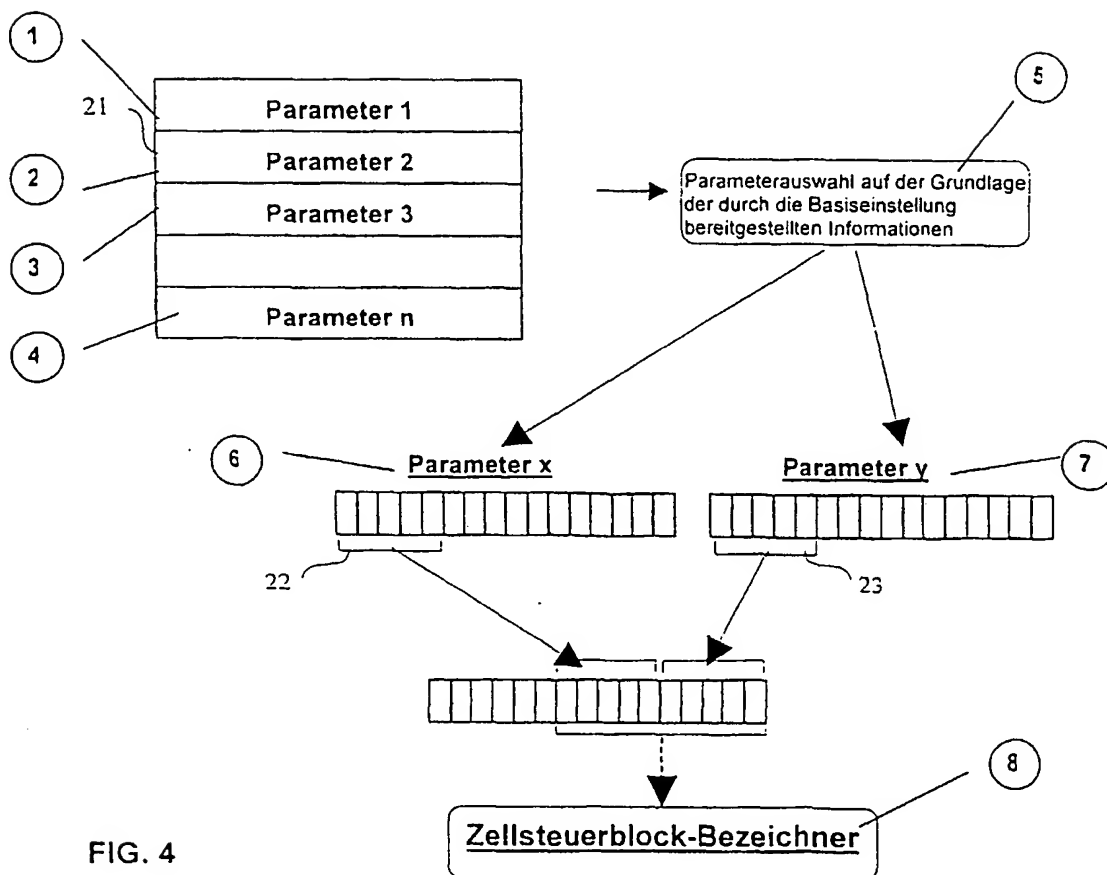 1
Parameter 1
5
21
Parameter 2
2
Parameterauswahl auf der Grundlage
der durch die Basiseinstellung
bereitgestellten Informationen
Parameter 3
3
Parameter n
4
6
Parameter x
Parameter y
7
22
23
8
Zellsteuerblock-Bezeichner
FIG. 4